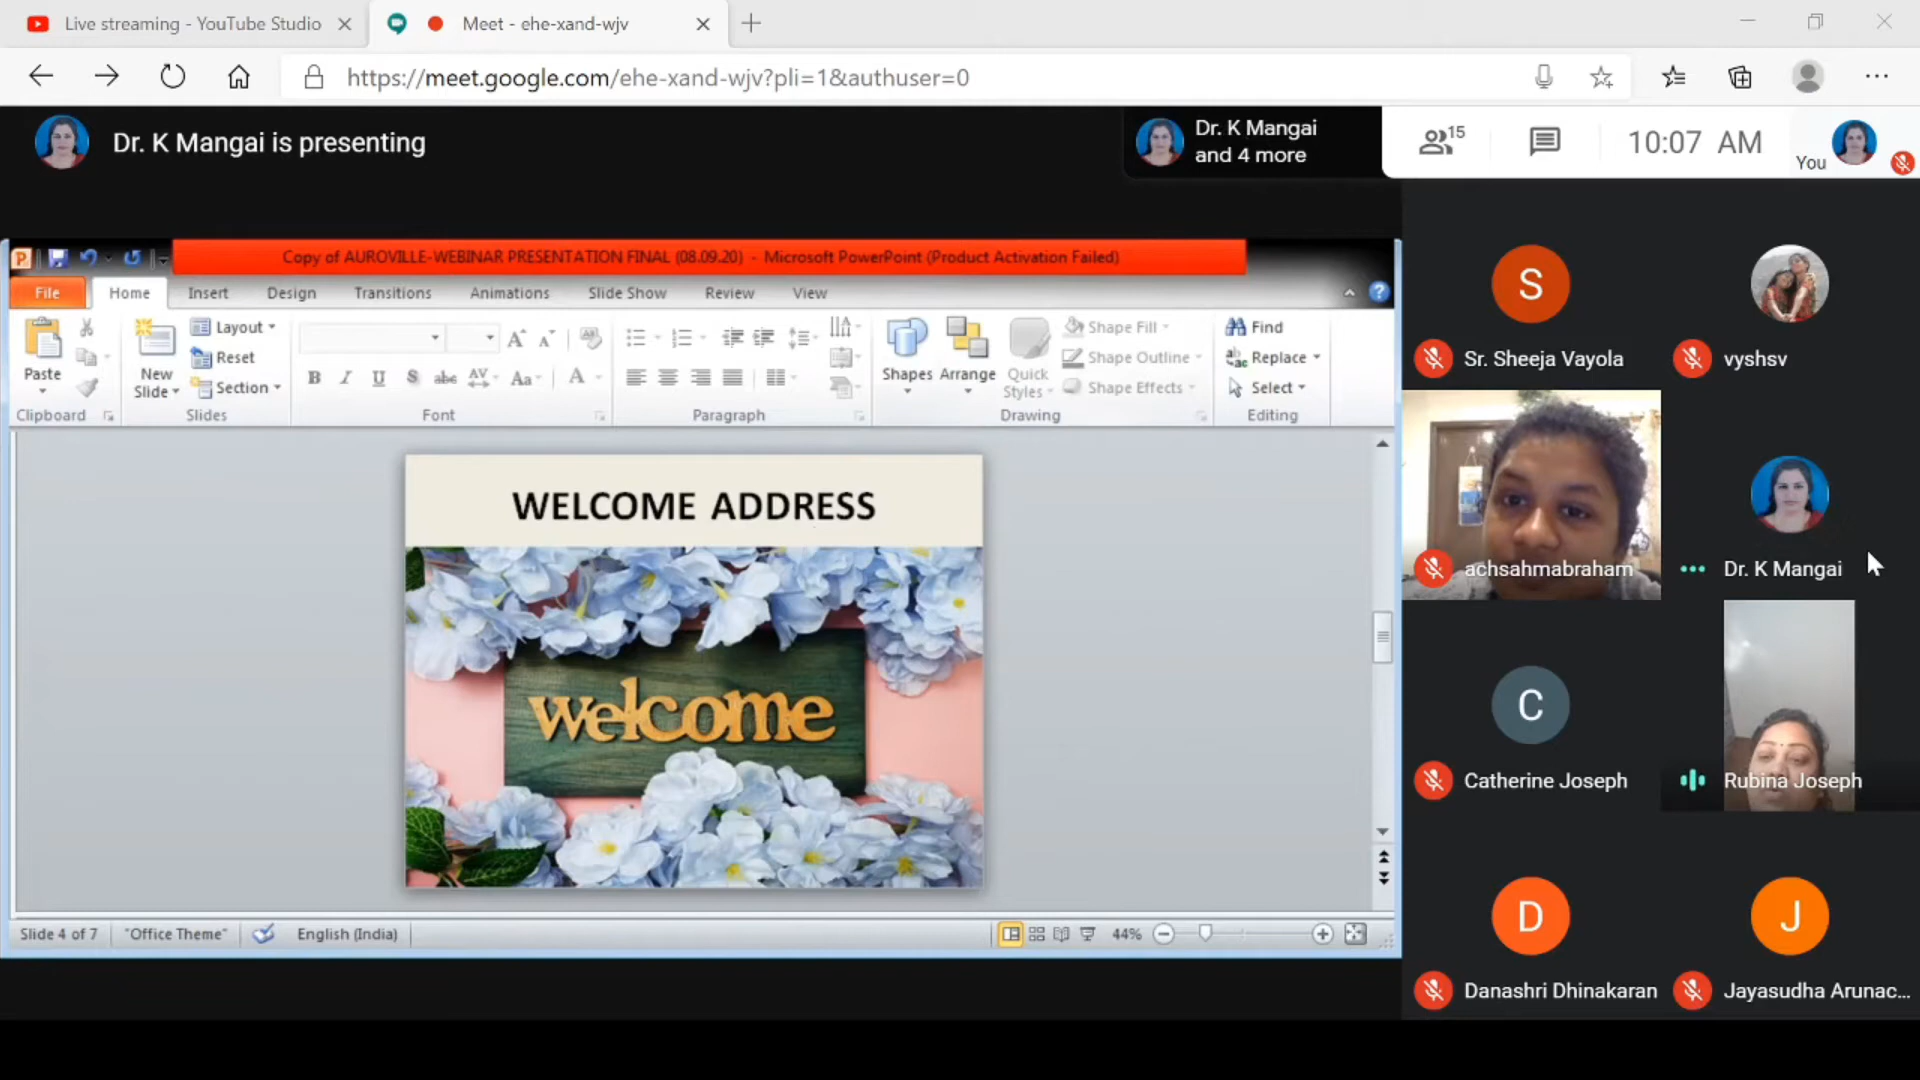 Live streaming - YouTube Studio
Meet - ehe-xand-wjv
https://meet.google.com/ehe-xand-wjv?pli=1&authuser=0
Dr. K Mangai is presenting
Dr. K Mangai
and 4 more
15
10:07 AM
You
Copy of AUROVILLE-WEBINAR PRESENTATION FINAL (08.09.20) - Microsoft PowerPoint (Product Activation Failed)
File Home Insert Design Transitions Animations Slide Show Review View
Paste
Clipboard
New
Slide
Layout
Reset
Section
Slides
Font
Paragraph
Shapes
Arrange
Quick
Styles
Shape Fill
Shape Outline
Shape Effects
Drawing
Find
Replace
Select
Editing
WELCOME ADDRESS
welcome
Slide 4 of 7
"Office Theme"
English (India)
44%
S
Sr. Sheeja Vayola
vyshsv
achsahmabraham
Dr. K Mangai
C
Catherine Joseph
Rubina Joseph
D
Danashri Dhinakaran
J
Jayasudha Arunac...